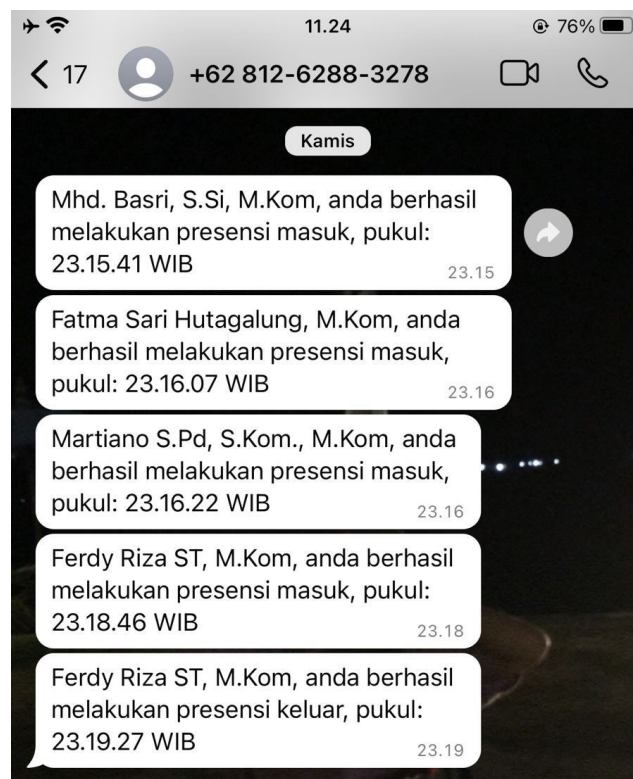 11.24
76%
17
+62 812-6288-3278
Kamis
Mhd. Basri, S.Si, M.Kom, anda berhasil
melakukan presensi masuk, pukul:
23.15.41 WIB
23.15
Fatma Sari Hutagalung, M.Kom, anda
berhasil melakukan presensi masuk,
pukul: 23.16.07 WIB
23.16
Martiano S.Pd, S.Kom., M.Kom, anda
berhasil melakukan presensi masuk,
pukul: 23.16.22 WIB
23.16
Ferdy Riza ST, M.Kom, anda berhasil
melakukan presensi masuk, pukul:
23.18.46 WIB
23.18
Ferdy Riza ST, M.Kom, anda berhasil
melakukan presensi keluar, pukul:
23.19.27 WIB
23.19